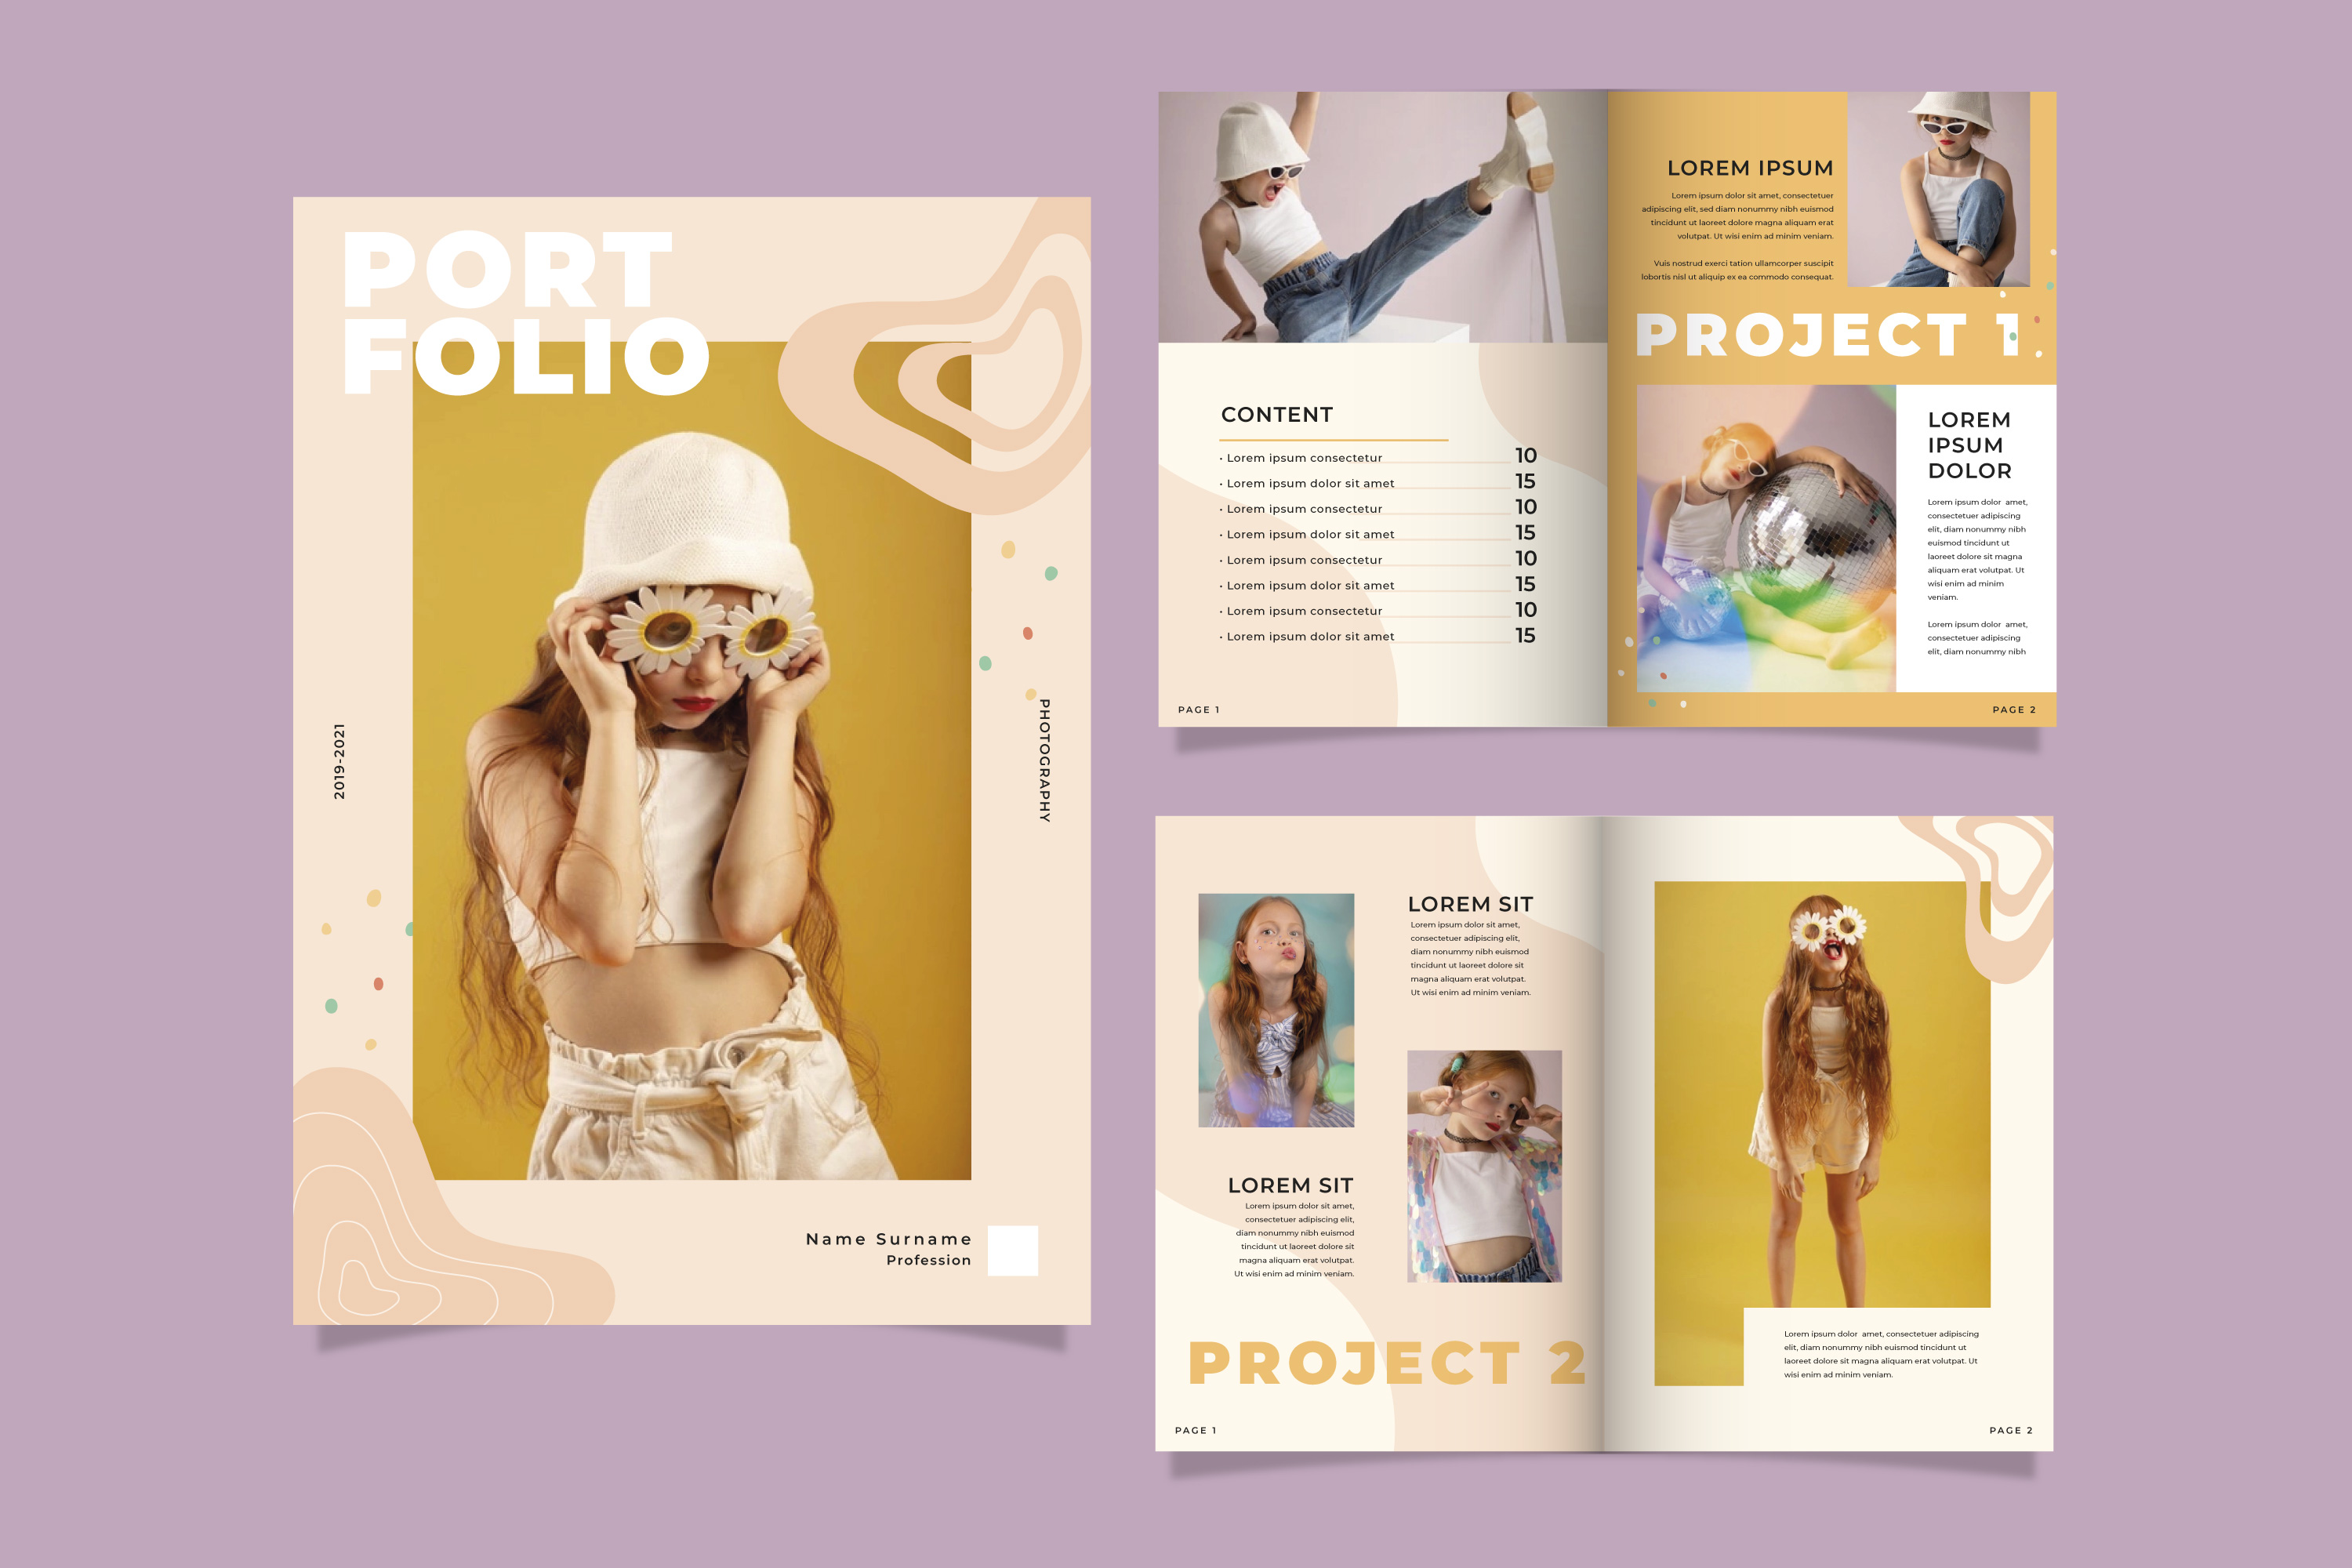 PORT
FOLIO
2019-2021
PHOTOGRAPHY
Name Surname
Profession
CONTENT
• Lorem ipsum consectetur 10
• Lorem ipsum dolor sit amet 15
• Lorem ipsum consectetur 10
• Lorem ipsum dolor sit amet 15
• Lorem ipsum consectetur 10
• Lorem ipsum dolor sit amet 15
• Lorem ipsum consectetur 10
• Lorem ipsum dolor sit amet 15
PAGE 1
LOREM IPSUM
Lorem ipsum dolor sit amet, consectetuer
adipiscing elit, sed diam nonummy nibh euismod
tincidunt ut laoreet dolore magna aliquam erat
volutpat. Ut wisi enim ad minim veniam.
Vuis nostrud exerci tation ullamcorper suscipit
lobortis nisl ut aliquip ex ea commodo consequat.
PROJECT 1
LOREM
IPSUM
DOLOR
Lorem ipsum dolor amet,
consectetuer adipiscing
elit, diam nonummy nibh
euismod tincidunt ut
laoreet dolore sit magna
aliquam erat volutpat. Ut
wisi enim ad minim
veniam.
Lorem ipsum dolor amet,
consectetuer adipiscing
elit, diam nonummy nibh
PAGE 2
LOREM SIT
Lorem ipsum dolor sit amet,
consectetuer adipiscing elit,
diam nonummy nibh euismod
tincidunt ut laoreet dolore sit
magna aliquam erat volutpat.
Ut wisi enim ad minim veniam.
LOREM SIT
Lorem ipsum dolor sit amet,
consectetuer adipiscing elit,
diam nonummy nibh euismod
tincidunt ut laoreet dolore sit
magna aliquam erat volutpat.
Ut wisi enim ad minim veniam.
PROJECT 2
PAGE 1
Lorem ipsum dolor amet, consectetuer adipiscing
elit, diam nonummy nibh euismod tincidunt ut
laoreet dolore sit magna aliquam erat volutpat. Ut
wisi enim ad minim veniam.
PAGE 2